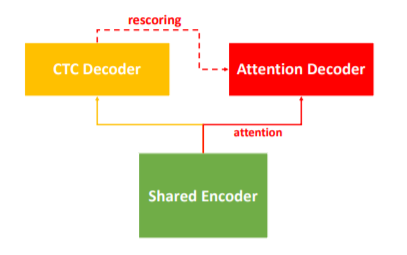 rescoring
CTC Decoder
Attention Decoder
attention
Shared Encoder